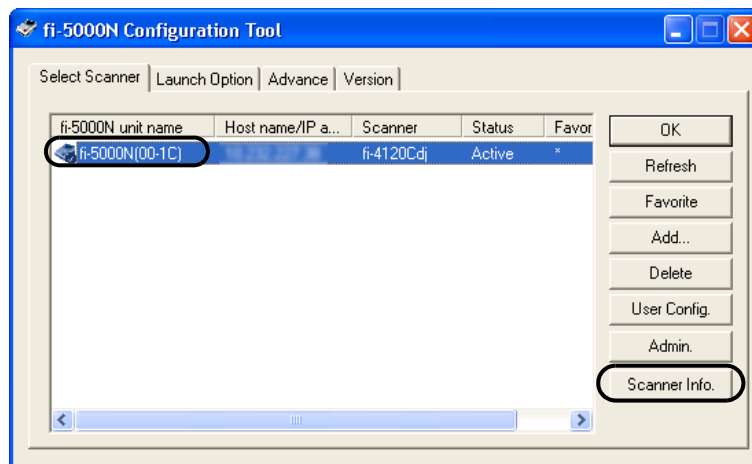 fi-5000N Configuration Tool
Select Scanner Launch Option Advance Version
fi-5000N unit name Host name/IP a... Scanner Status Favor
fi-5000N(00-1C) fi-4120Cdj Active *
OK
Refresh
Favorite
Add...
Delete
User Config.
Admin.
Scanner Info.